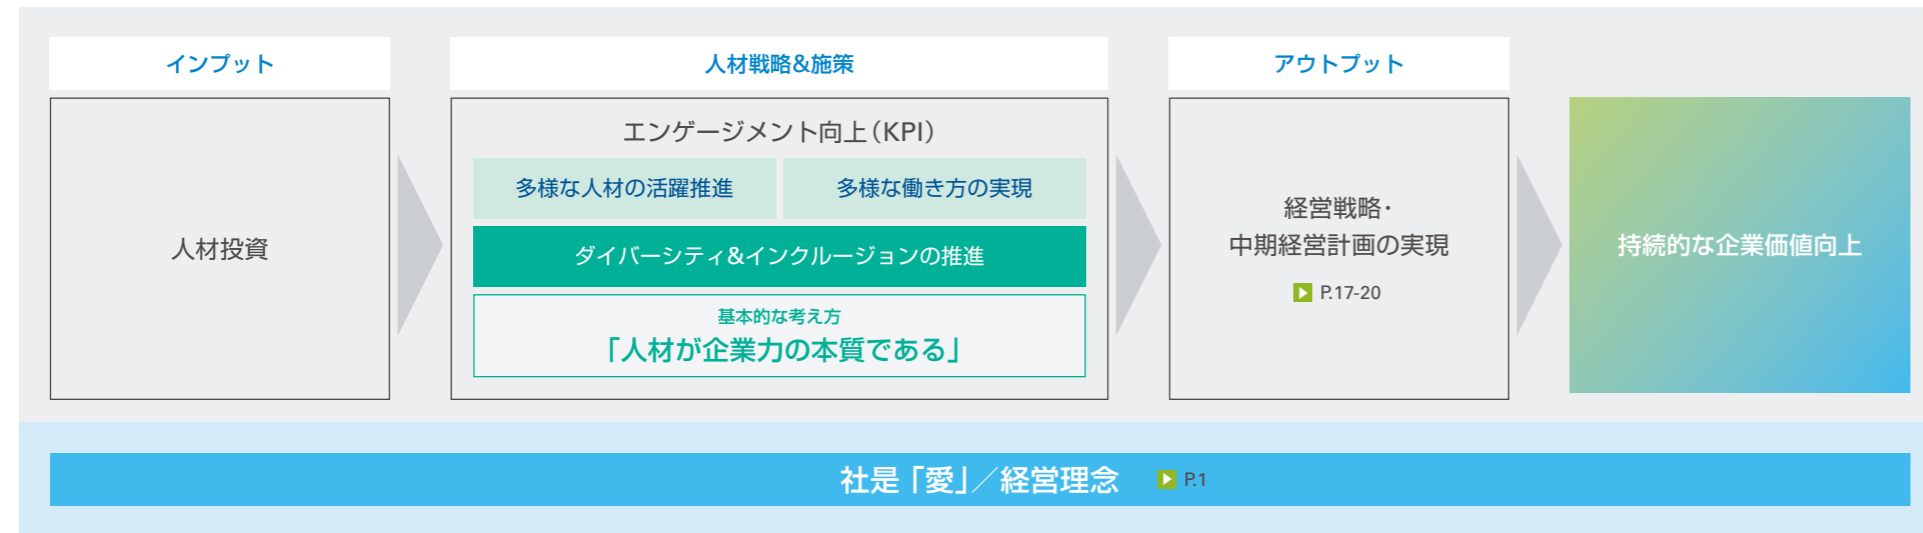 インプット
人材投資
人材戦略&施策
エンゲージメント向上（KPI）
多様な人材の活躍推進
多様な働き方の実現
ダイバーシティ&インクルージョンの推進
基本的な考え方
「人材が企業力の本質である」
アウトプット
経営戦略・
中期経営計画の実現
P.17-20
持続的な企業価値向上
社是「愛」／経営理念 P.1